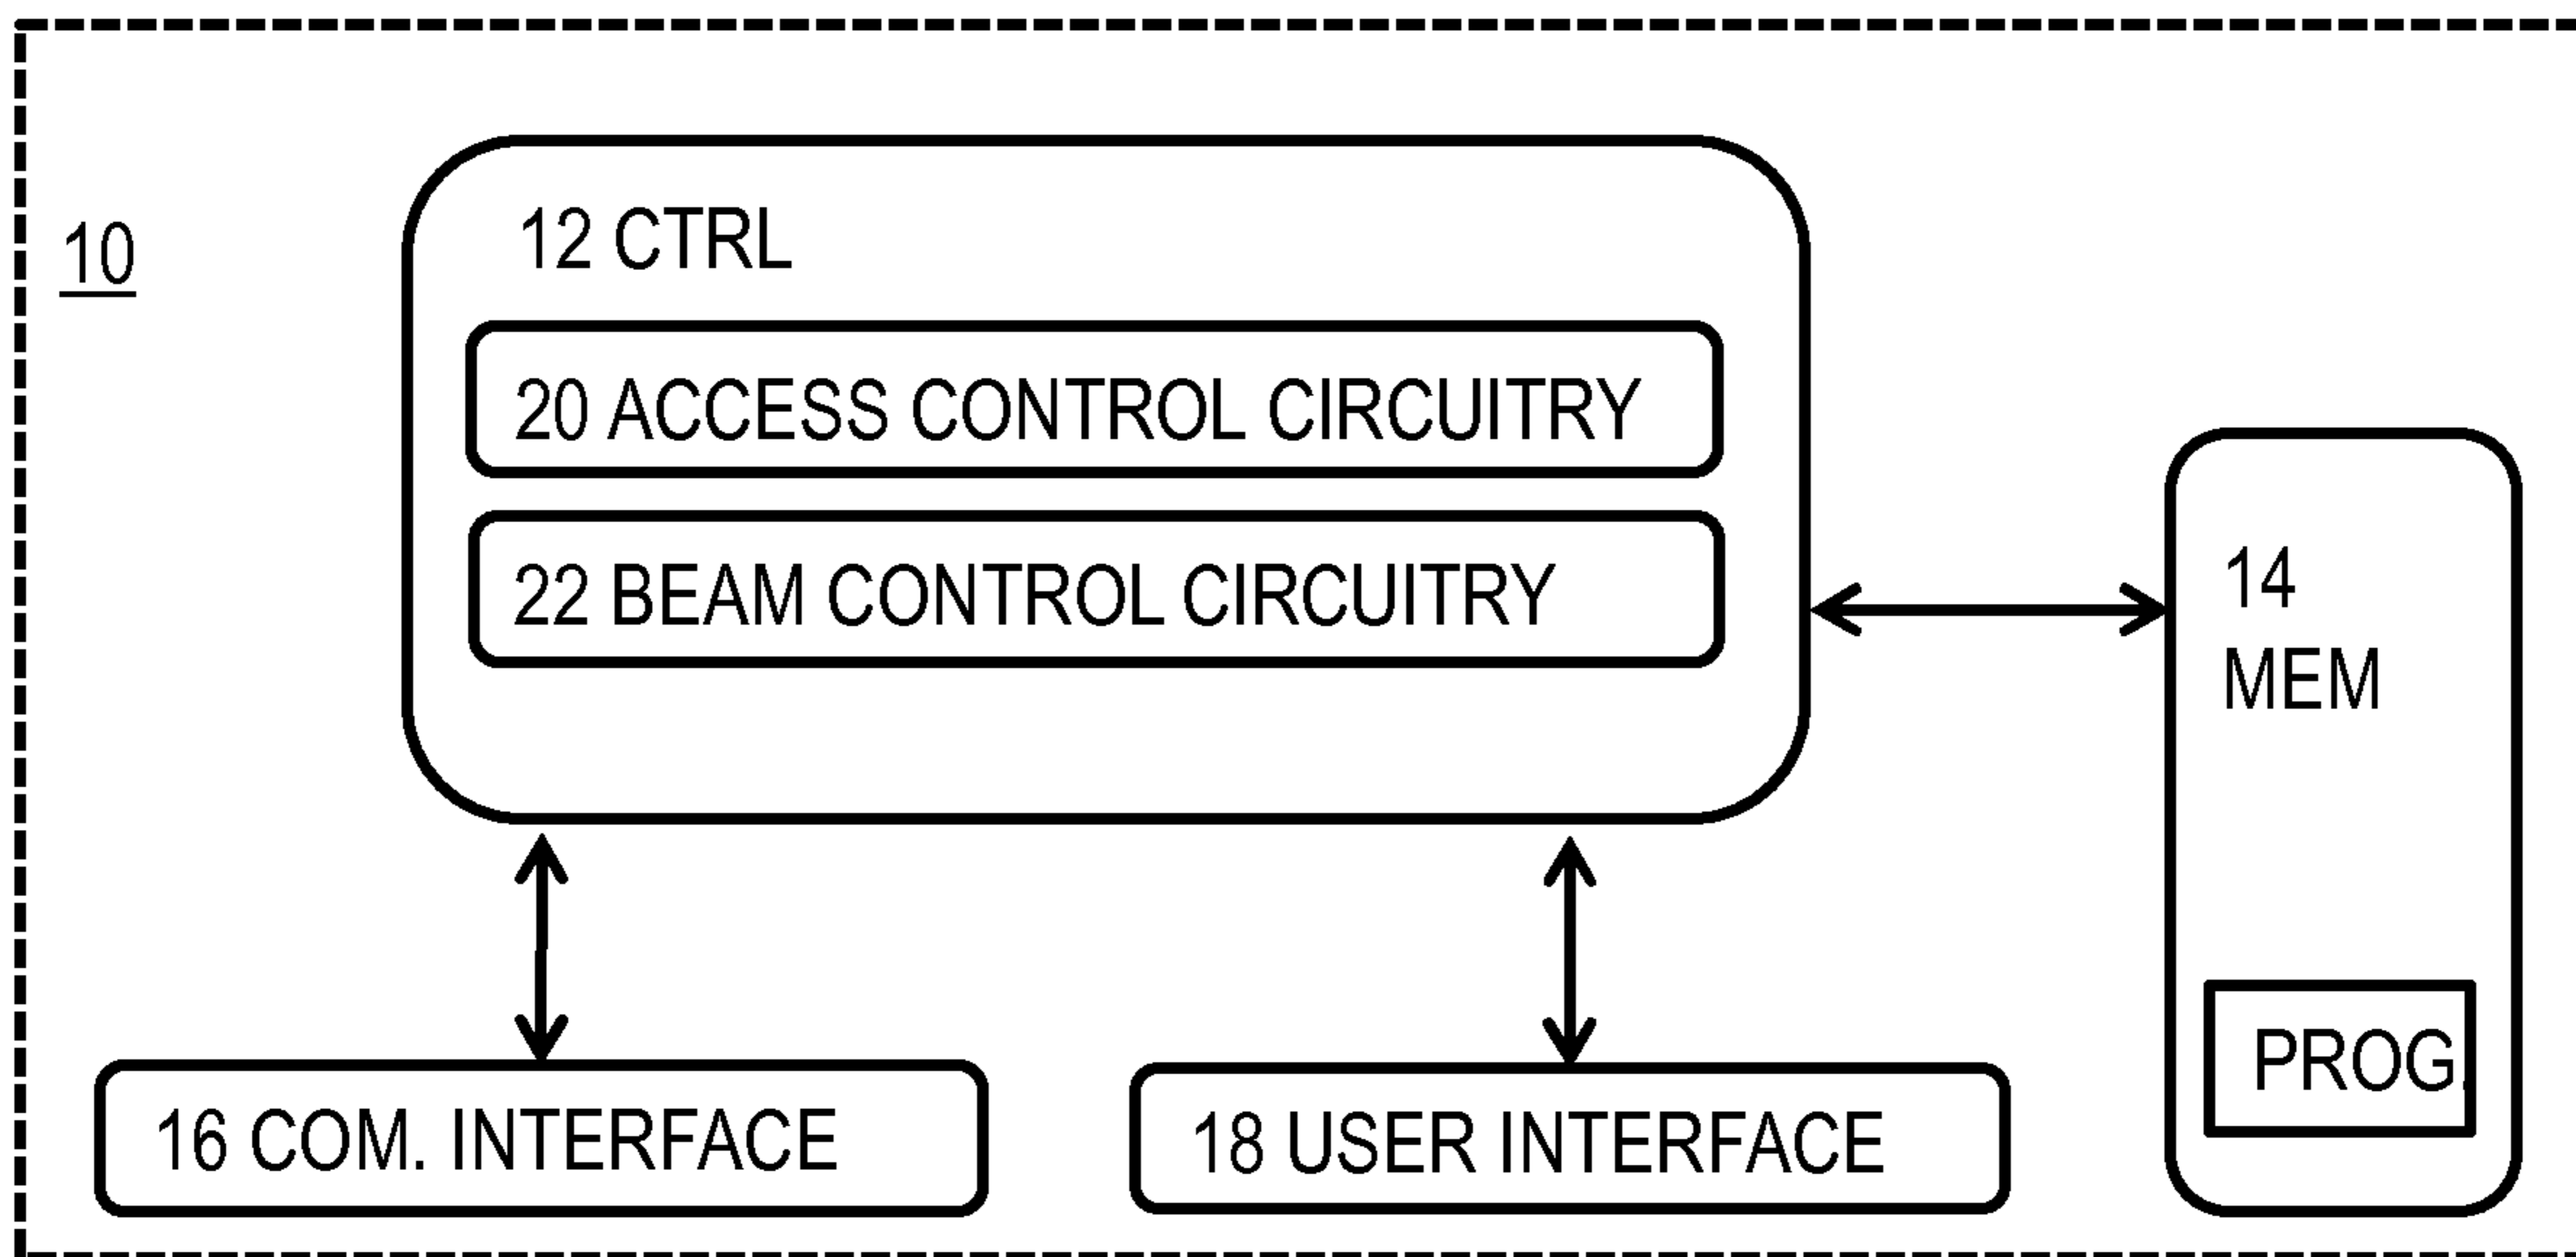 10
12 CTRL
20 ACCESS CONTROL CIRCUITRY
22 BEAM CONTROL CIRCUITRY
14
MEM
PROG.
16 COM. INTERFACE
18 USER INTERFACE